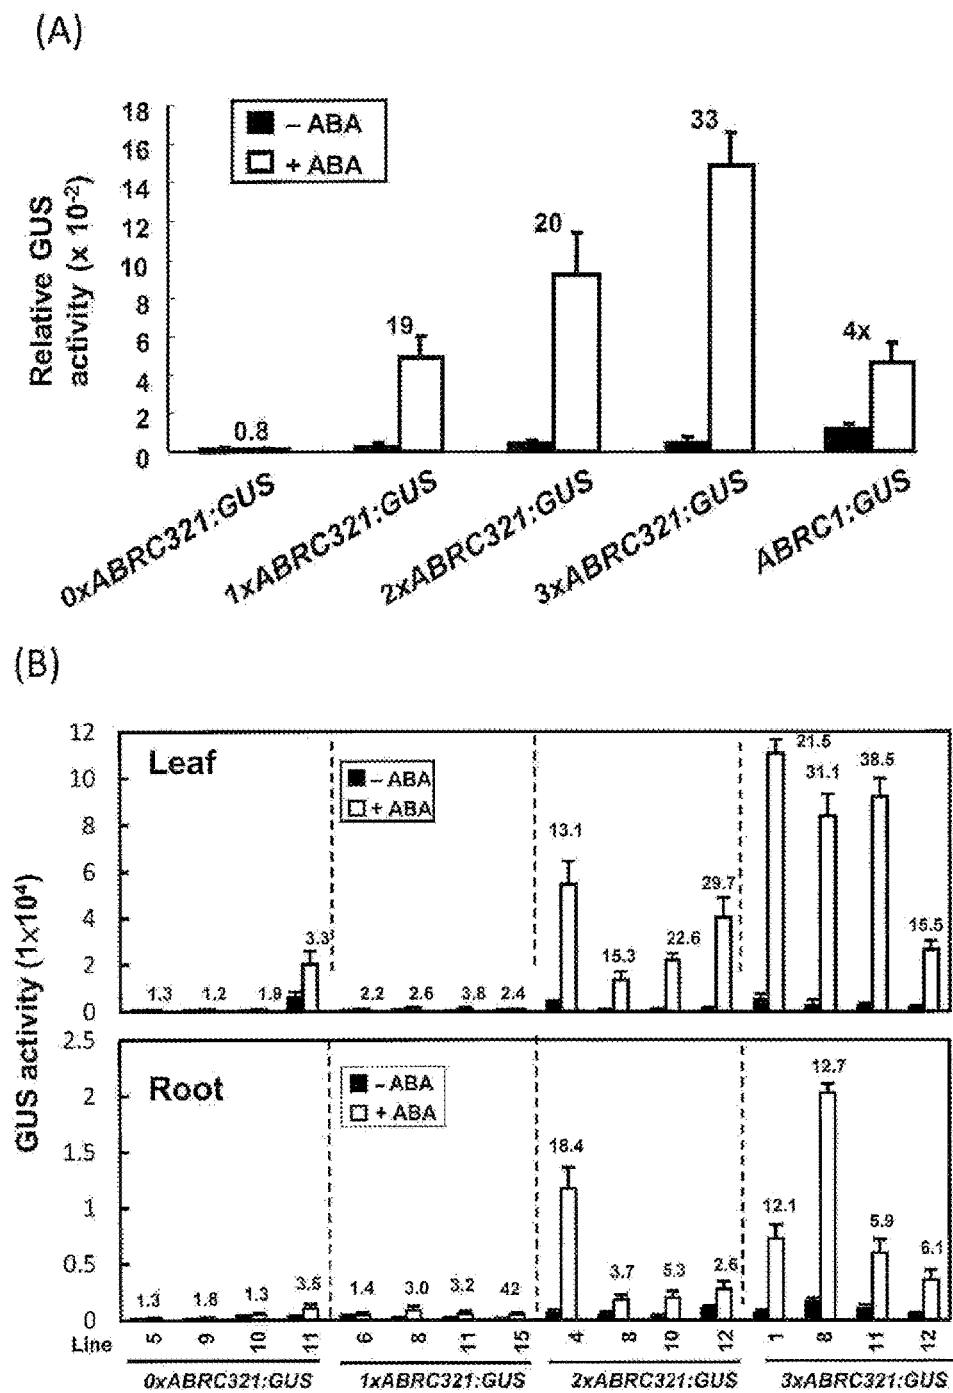 (A)
Relative GUS
activity (x 10⁻²)
18
16
14
12
10
8
6
4
2
0
– ABA
+ ABA
0.8
19
20
33
4x
0xABRC321:GUS
1xABRC321:GUS
2xABRC321:GUS
3xABRC321:GUS
ABRC1:GUS
(B)
GUS activity (1×10⁴)
12
10
8
6
4
2
0
Leaf
– ABA
+ ABA
1.3
1.2
1.9
3.3
2.2
2.6
3.8
2.4
13.1
15.3
22.6
29.7
21.5
31.1
38.5
15.5
2.5
2
1.5
1
0.5
0
Root
– ABA
+ ABA
1.3
1.8
1.3
3.5
1.4
3.0
3.2
42
18.4
3.7
5.3
2.6
12.1
12.7
5.9
6.1
Line 5 9 10 11 6 8 11 15 4 8 10 12 1 8 11 12
0xABRC321:GUS 1xABRC321:GUS 2xABRC321:GUS 3xABRC321:GUS